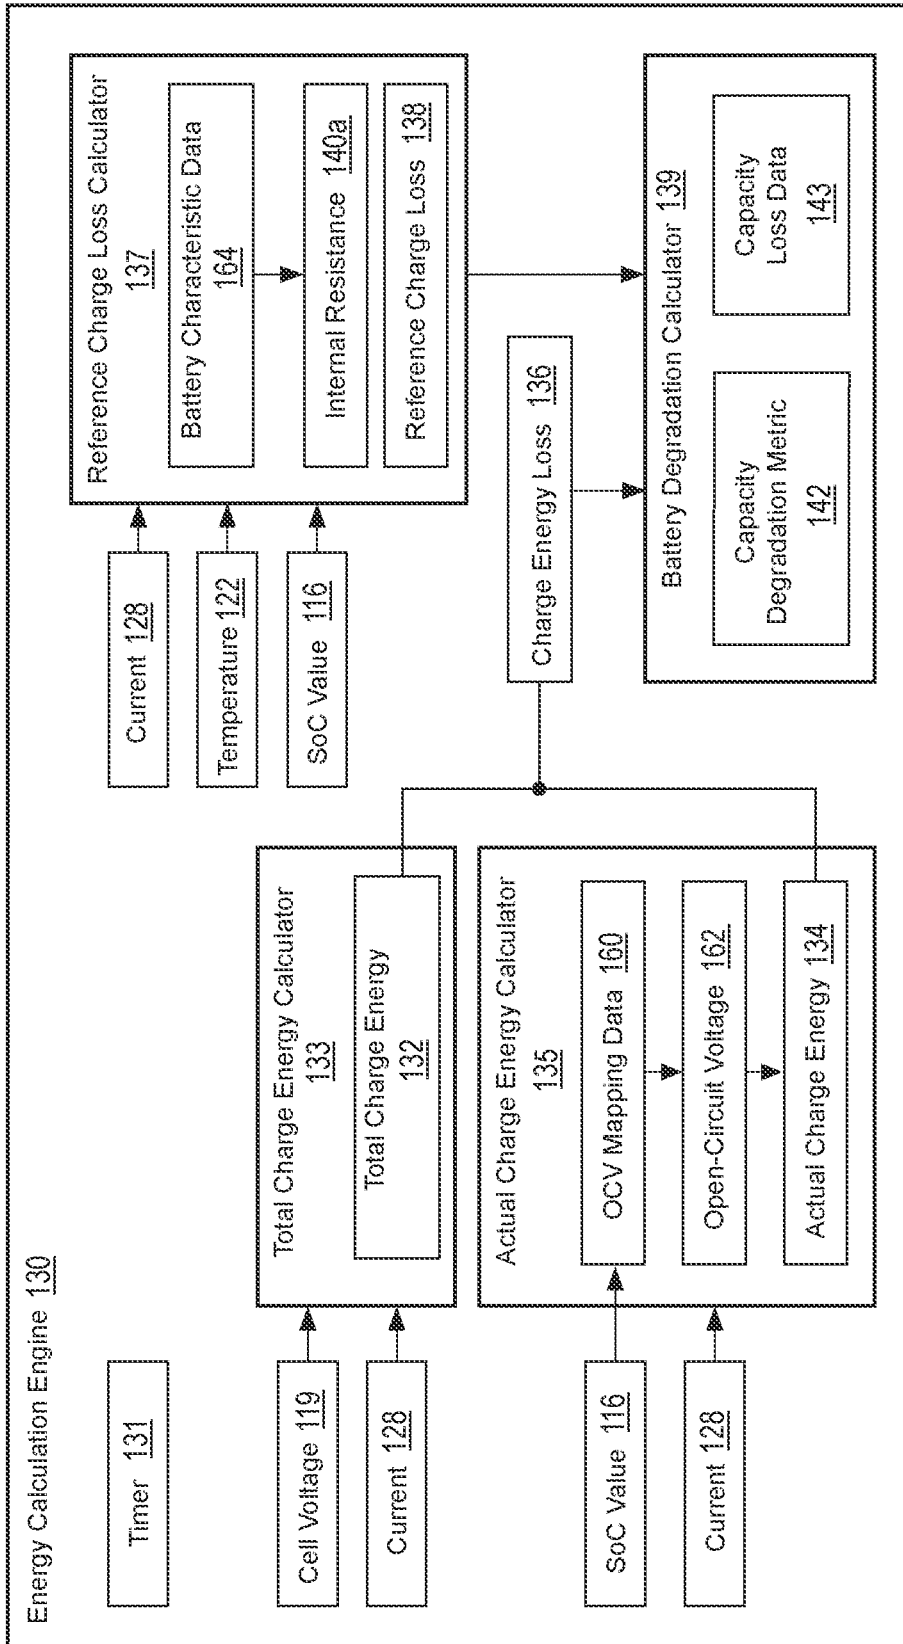 Energy Calculation Engine 130
Timer 131
Cell Voltage 119
Current 128
Total Charge Energy Calculator
133
Total Charge Energy
132
SoC Value 116
Current 128
Actual Charge Energy Calculator
135
OCV Mapping Data 160
Open-Circuit Voltage 162
Actual Charge Energy 134
Current 128
Temperature 122
SoC Value 116
Reference Charge Loss Calculator
137
Battery Characteristic Data
164
Internal Resistance 140a
Reference Charge Loss 138
Charge Energy Loss 136
Battery Degradation Calculator 139
Capacity
Degradation Metric
142
Capacity
Loss Data
143